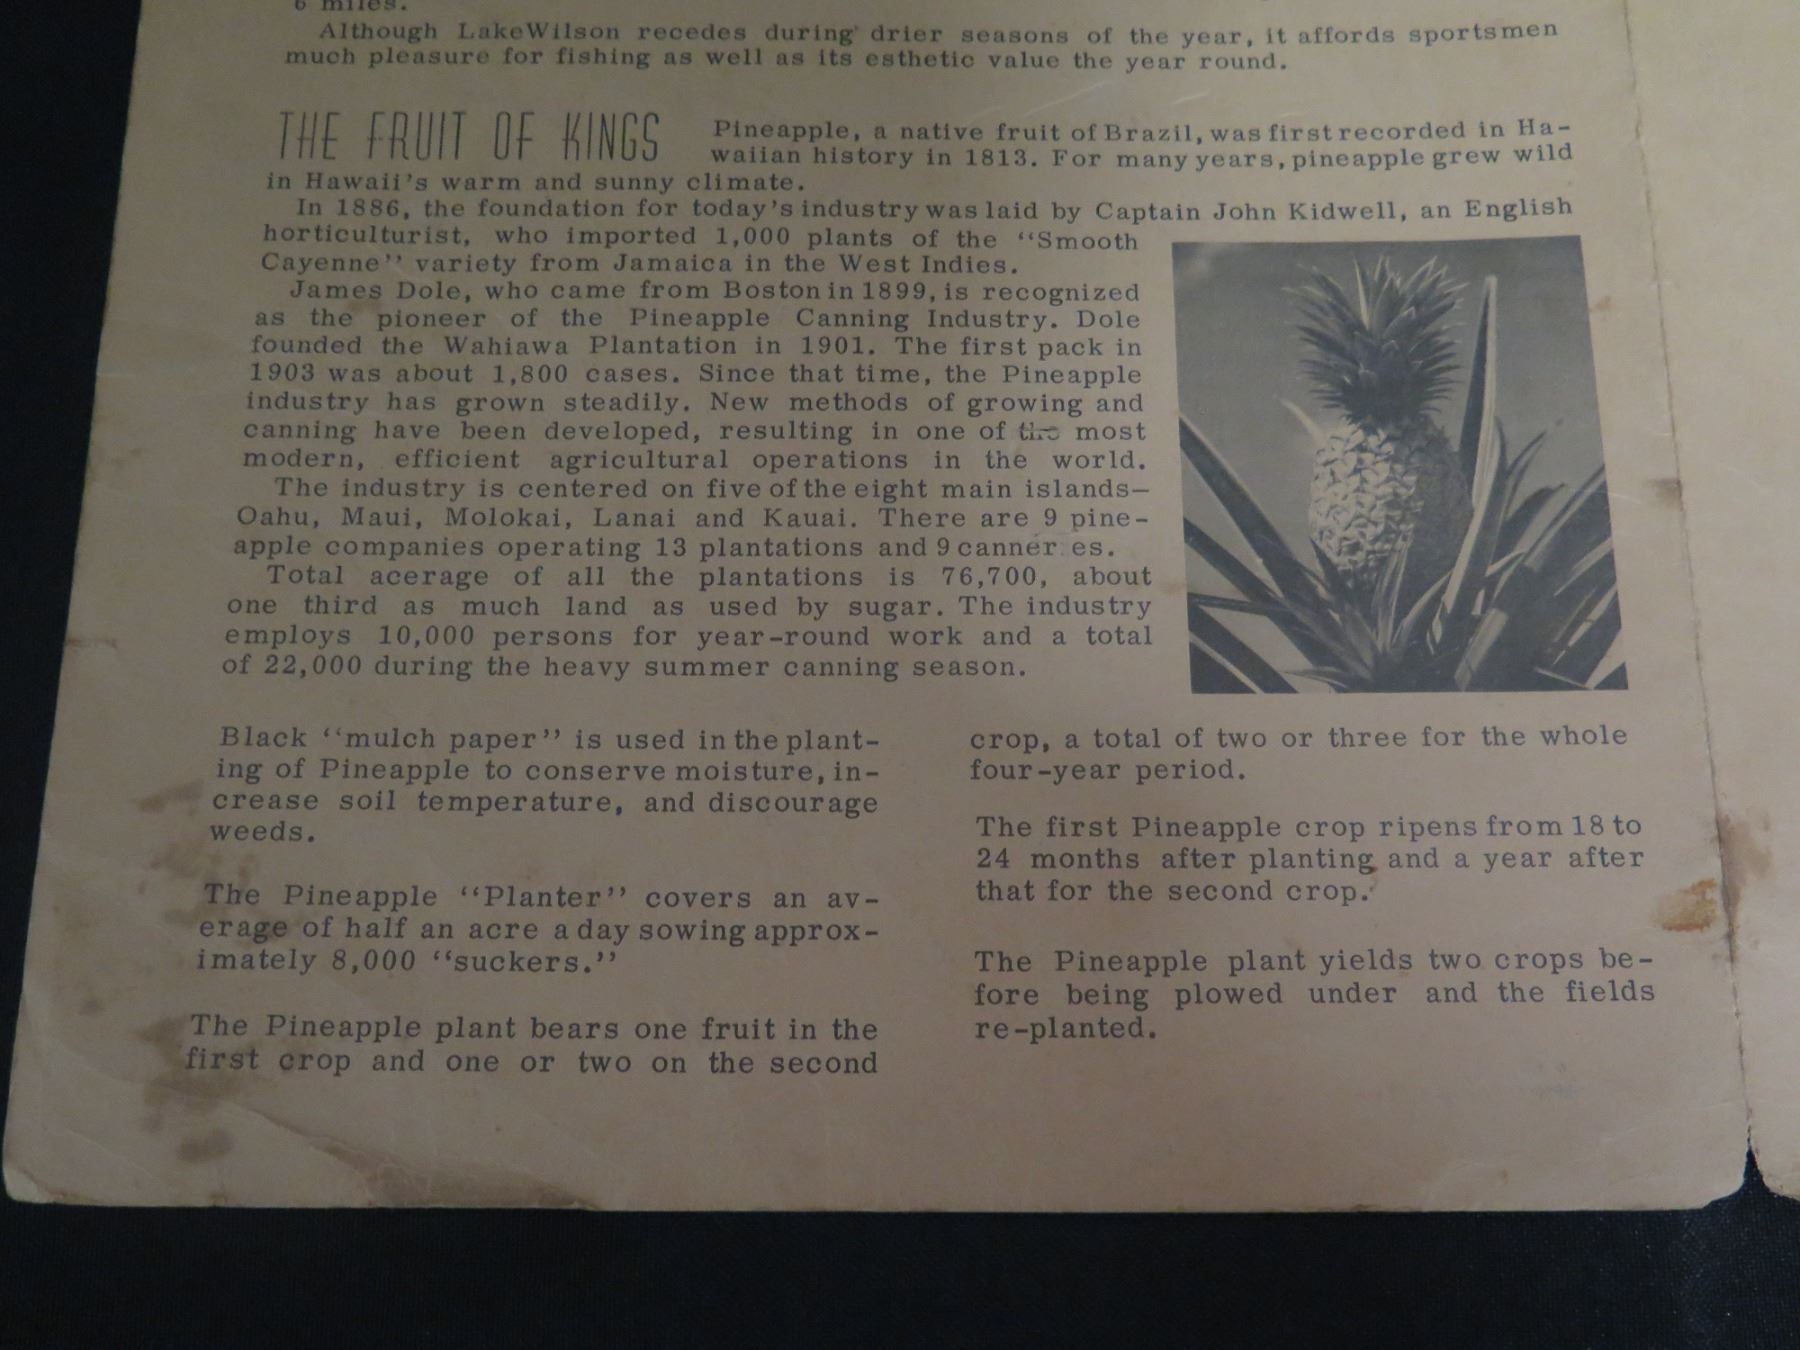 6 miles.
Although LakeWilson recedes during drier seasons of the year, it affords sportsmen
much pleasure for fishing as well as its esthetic value the year round.
THE FRUIT OF KINGS
Pineapple, a native fruit of Brazil, was first recorded in Ha-
waiian history in 1813. For many years, pineapple grew wild
in Hawaii's warm and sunny climate.
In 1886, the foundation for today's industry was laid by Captain John Kidwell, an English
horticulturist, who imported 1,000 plants of the "Smooth
Cayenne" variety from Jamaica in the West Indies.
James Dole, who came from Boston in 1899, is recognized
as the pioneer of the Pineapple Canning Industry. Dole
founded the Wahiawa Plantation in 1901. The first pack in
1903 was about 1,800 cases. Since that time, the Pineapple
industry has grown steadily. New methods of growing and
canning have been developed, resulting in one of the most
modern, efficient agricultural operations in the world.
The industry is centered on five of the eight main islands—
Oahu, Maui, Molokai, Lanai and Kauai. There are 9 pine-
apple companies operating 13 plantations and 9 canner es.
Total acerage of all the plantations is 76,700, about
one third as much land as used by sugar. The industry
employs 10,000 persons for year-round work and a total
of 22,000 during the heavy summer canning season.
Black "mulch paper" is used in the plant-
ing of Pineapple to conserve moisture, in-
crease soil temperature, and discourage
weeds.
The Pineapple "Planter" covers an av-
erage of half an acre a day sowing approx-
imately 8,000 "suckers."
The Pineapple plant bears one fruit in the
first crop and one or two on the second
crop, a total of two or three for the whole
four-year period.
The first Pineapple crop ripens from 18 to
24 months after planting and a year after
that for the second crop.
The Pineapple plant yields two crops be-
fore being plowed under and the fields
re-planted.